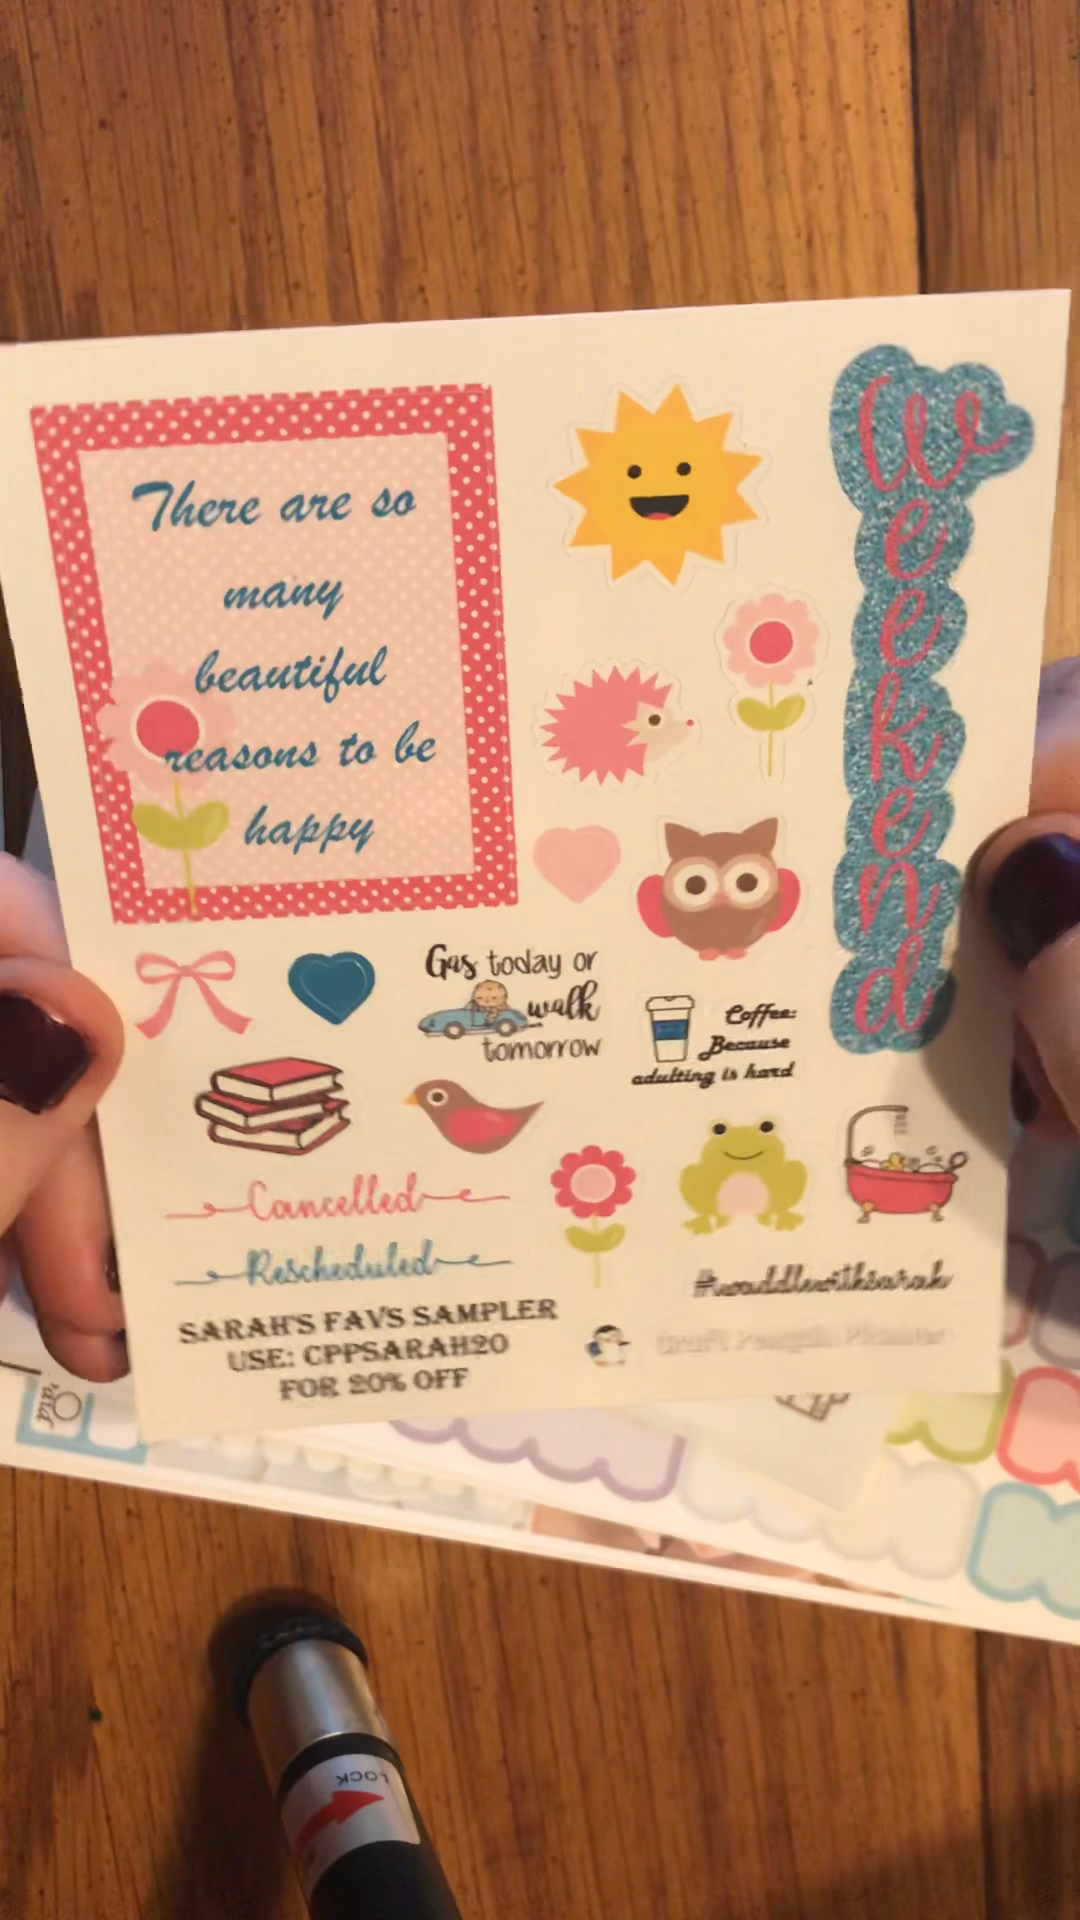 There are so
many
beautiful
reasons to be
happy
Weekend
Gas today or
walk
tomorrow
Coffee:
Because
adulting is hard
Cancelled
Rescheduled
#waddlewithsarah
SARAH'S FAVS SAMPLER
USE: CPPSARAH20
FOR 20% OFF
LOCK